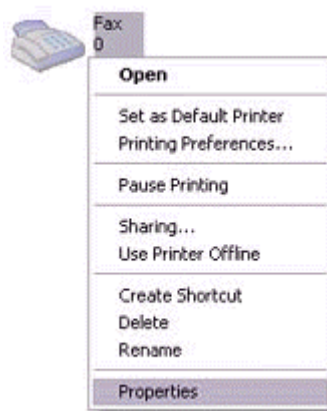 Fax
0
Open
Set as Default Printer
Printing Preferences...
Pause Printing
Sharing...
Use Printer Offline
Create Shortcut
Delete
Rename
Properties